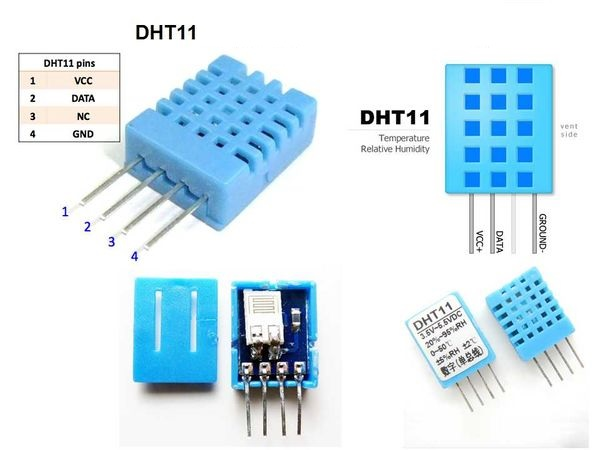 DHT11
DHT11 pins
1 VCC
2 DATA
3 NC
4 GND
1
2
3
4
DHT11
Temperature
Relative Humidity
vent
side
VCC+
DATA
GROUND-
DHT11
3.5V~5.5VDC
20%~95%RH
0~50℃
±5%RH ±2℃
数字(单总线)